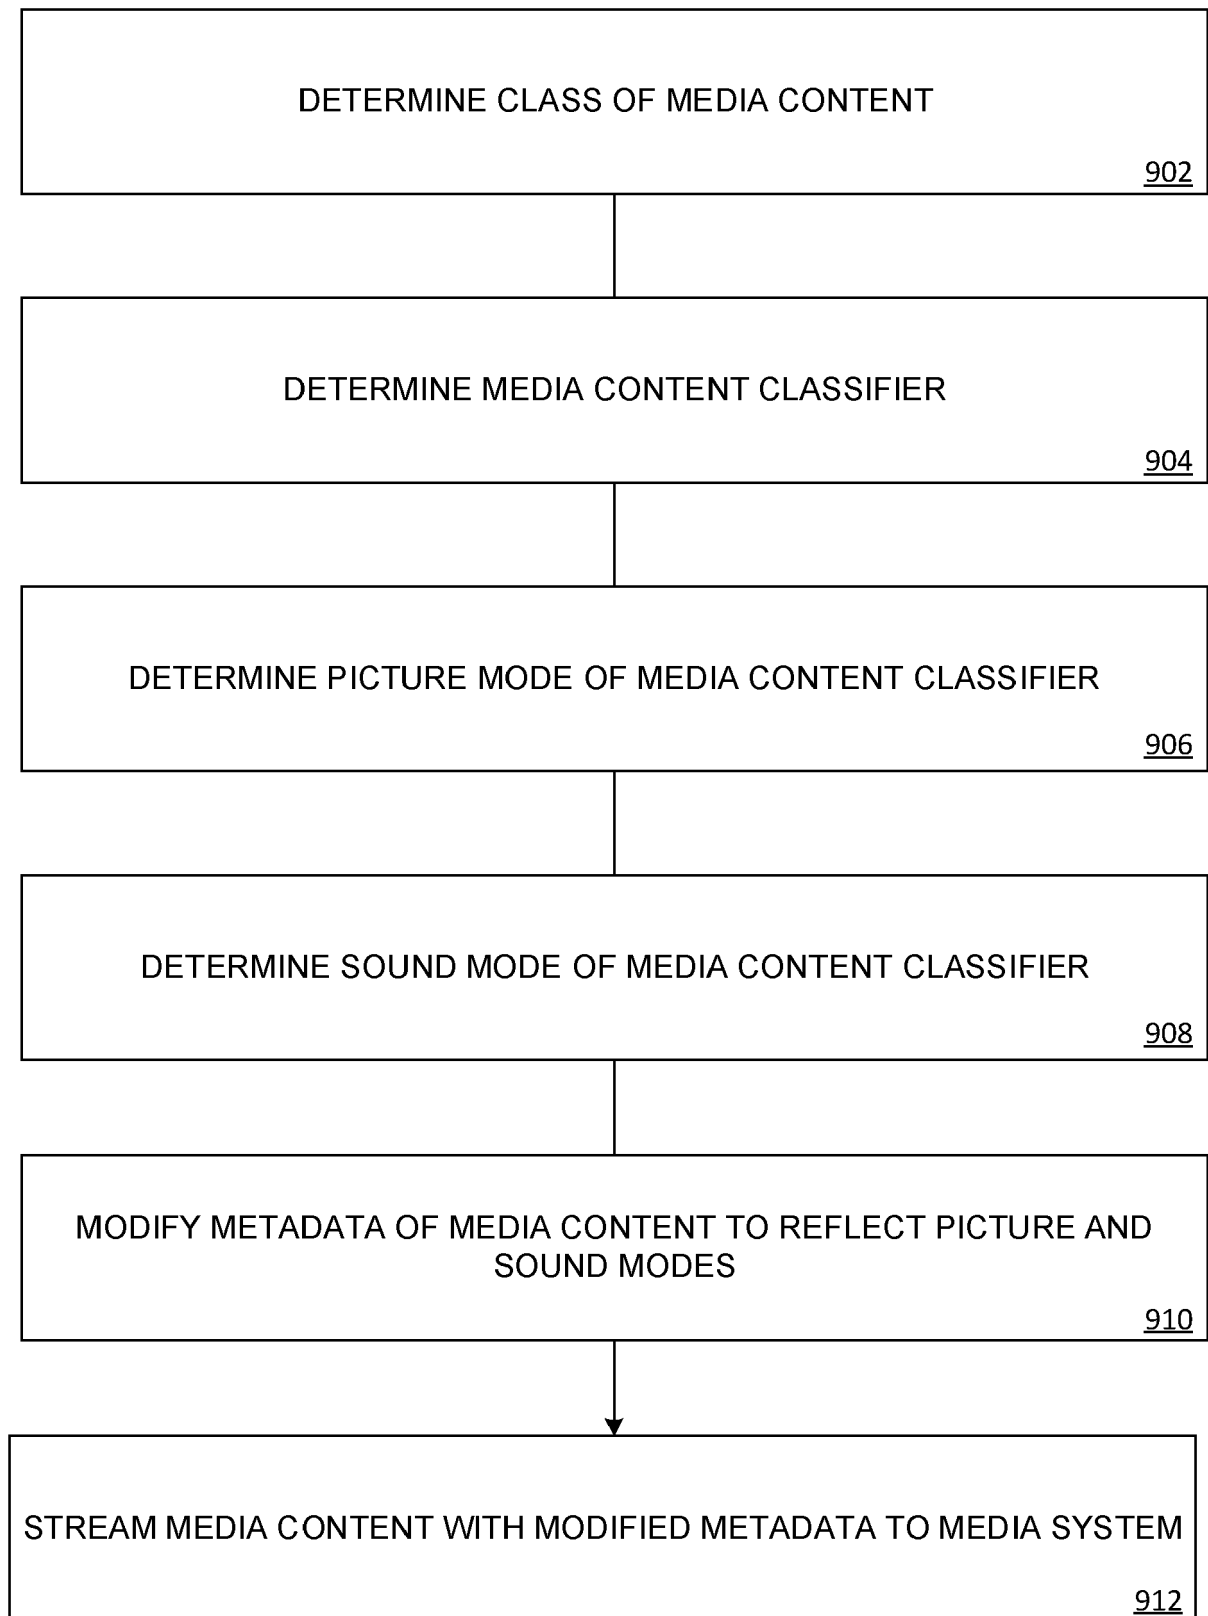 DETERMINE CLASS OF MEDIA CONTENT
902
DETERMINE MEDIA CONTENT CLASSIFIER
904
DETERMINE PICTURE MODE OF MEDIA CONTENT CLASSIFIER
906
DETERMINE SOUND MODE OF MEDIA CONTENT CLASSIFIER
908
MODIFY METADATA OF MEDIA CONTENT TO REFLECT PICTURE AND
SOUND MODES
910
STREAM MEDIA CONTENT WITH MODIFIED METADATA TO MEDIA SYSTEM
912